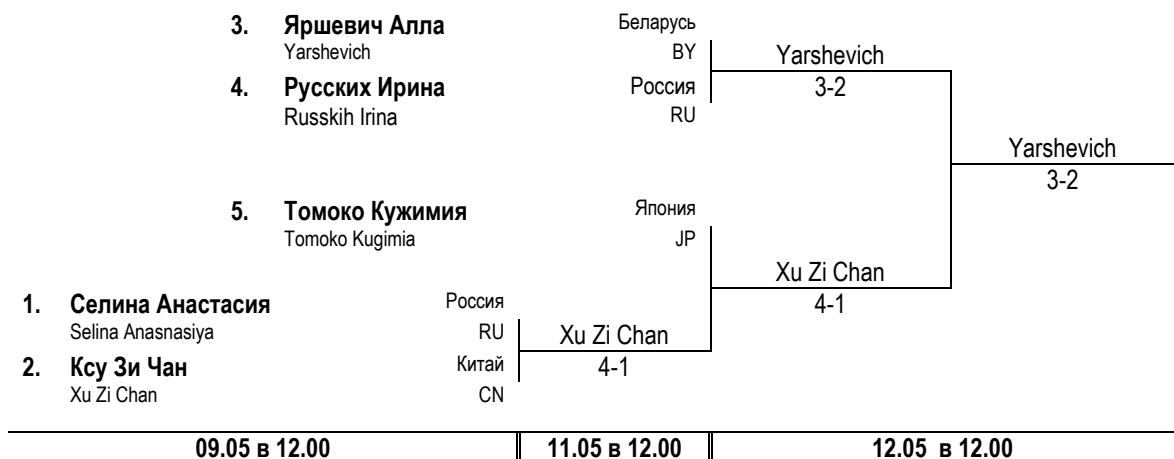 3. Яршевич Алла Беларусь
Yarshevich BY Yarshevich
4. Русских Ирина Россия 3-2
Russkih Irina RU
Yarshevich
3-2
5. Томоко Кужимия Япония
Tomoko Kugimia JP
Xu Zi Chan
1. Селина Анастасия Россия 4-1
Selina Anasnasiya RU Xu Zi Chan
2. Ксу Зи Чан Китай 4-1
Xu Zi Chan CN
09.05 в 12.00 11.05 в 12.00 12.05 в 12.00